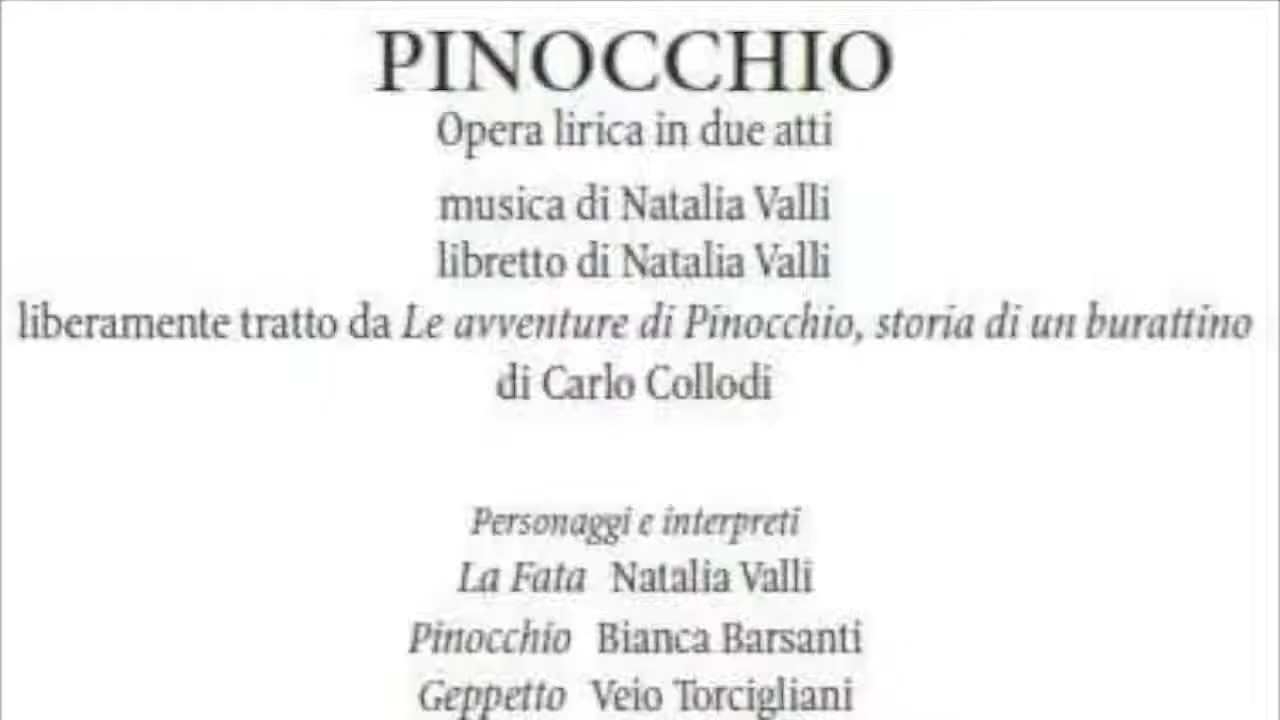 PINOCCHIO
Opera lirica in due atti
musica di Natalia Valli
libretto di Natalia Valli
liberamente tratto da Le avventure di Pinocchio, storia di un burattino
di Carlo Collodi
Personaggi e interpreti
La Fata Natalia Valli
Pinocchio Bianca Barsanti
Geppetto Veio Torcigliani